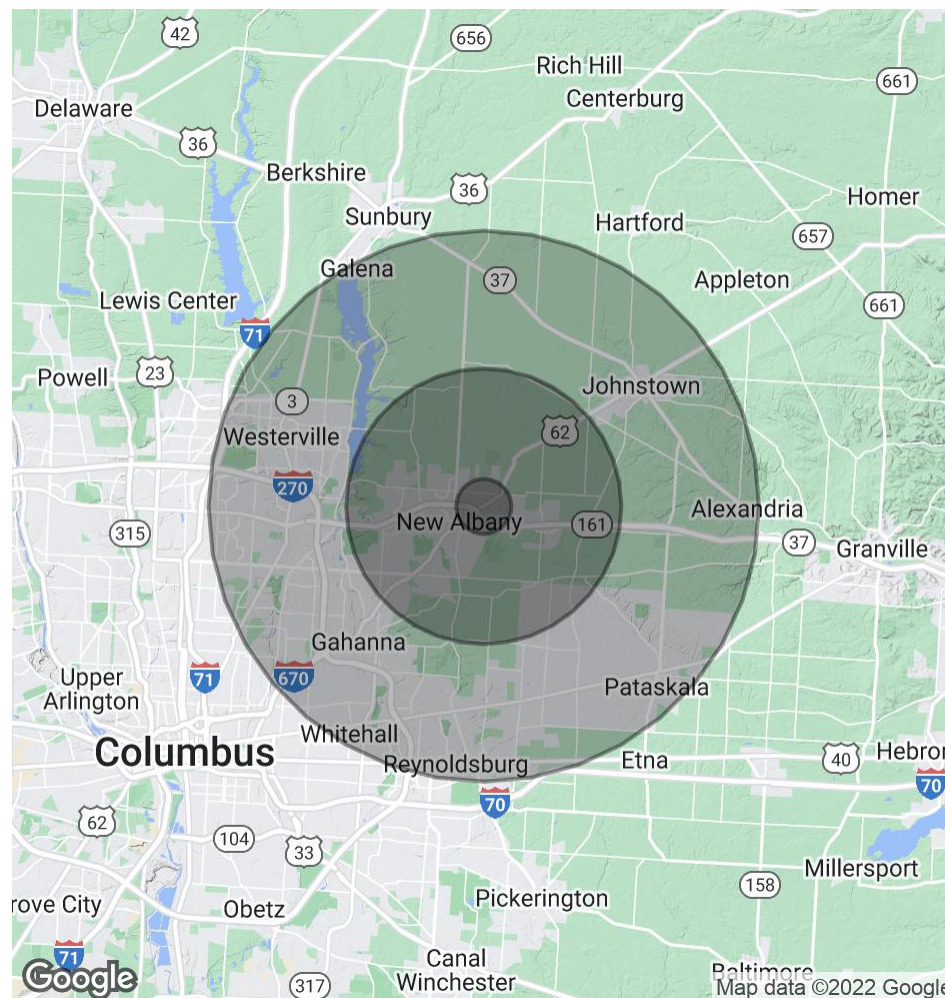 42
656
Rich Hill
661
Centerburg
Delaware
36
Berkshire
36
Homer
Sunbury
Hartford
657
Galena
37
Appleton
Lewis Center
661
71
23
Powell
Johnstown
3
62
Westerville
270
Alexandria
New Albany
161
315
37
Granville
Gahanna
71
670
Upper
Arlington
Pataskala
Whitehall
Columbus
Reynoldsburg
Etna
40
Hebron
70
70
62
104
33
Millersport
158
rove City
Obetz
Pickerington
71
Canal
Winchester
Baltimore
Google
317
Map data ©2022 Google